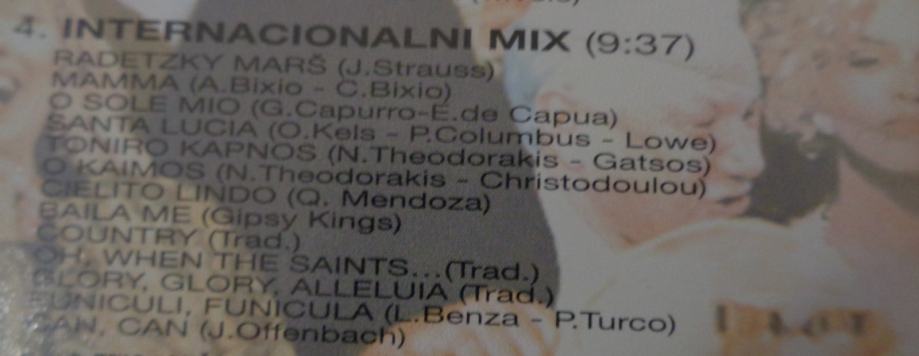 4. INTERNACIONALNI MIX (9:37)
RADETZKY MARŠ (J.Strauss)
MAMMA (A.Bixio - C.Bixio)
O SOLE MIO (G.Capurro-E.de Capua)
SANTA LUCIA (O.Kels - P.Columbus - Lowe)
TONIRO KAPNOS (N.Theodorakis - Gatsos)
O KAIMOS (N.Theodorakis - Christodoulou)
CIELITO LINDO (Q. Mendoza)
BAILA ME (Gipsy Kings)
COUNTRY (Trad.)
OH, WHEN THE SAINTS...(Trad.)
GLORY, GLORY, ALLELUIA (Trad.)
FUNICULI, FUNICULA (L.Benza - P.Turco)
CAN, CAN (J.Offenbach)